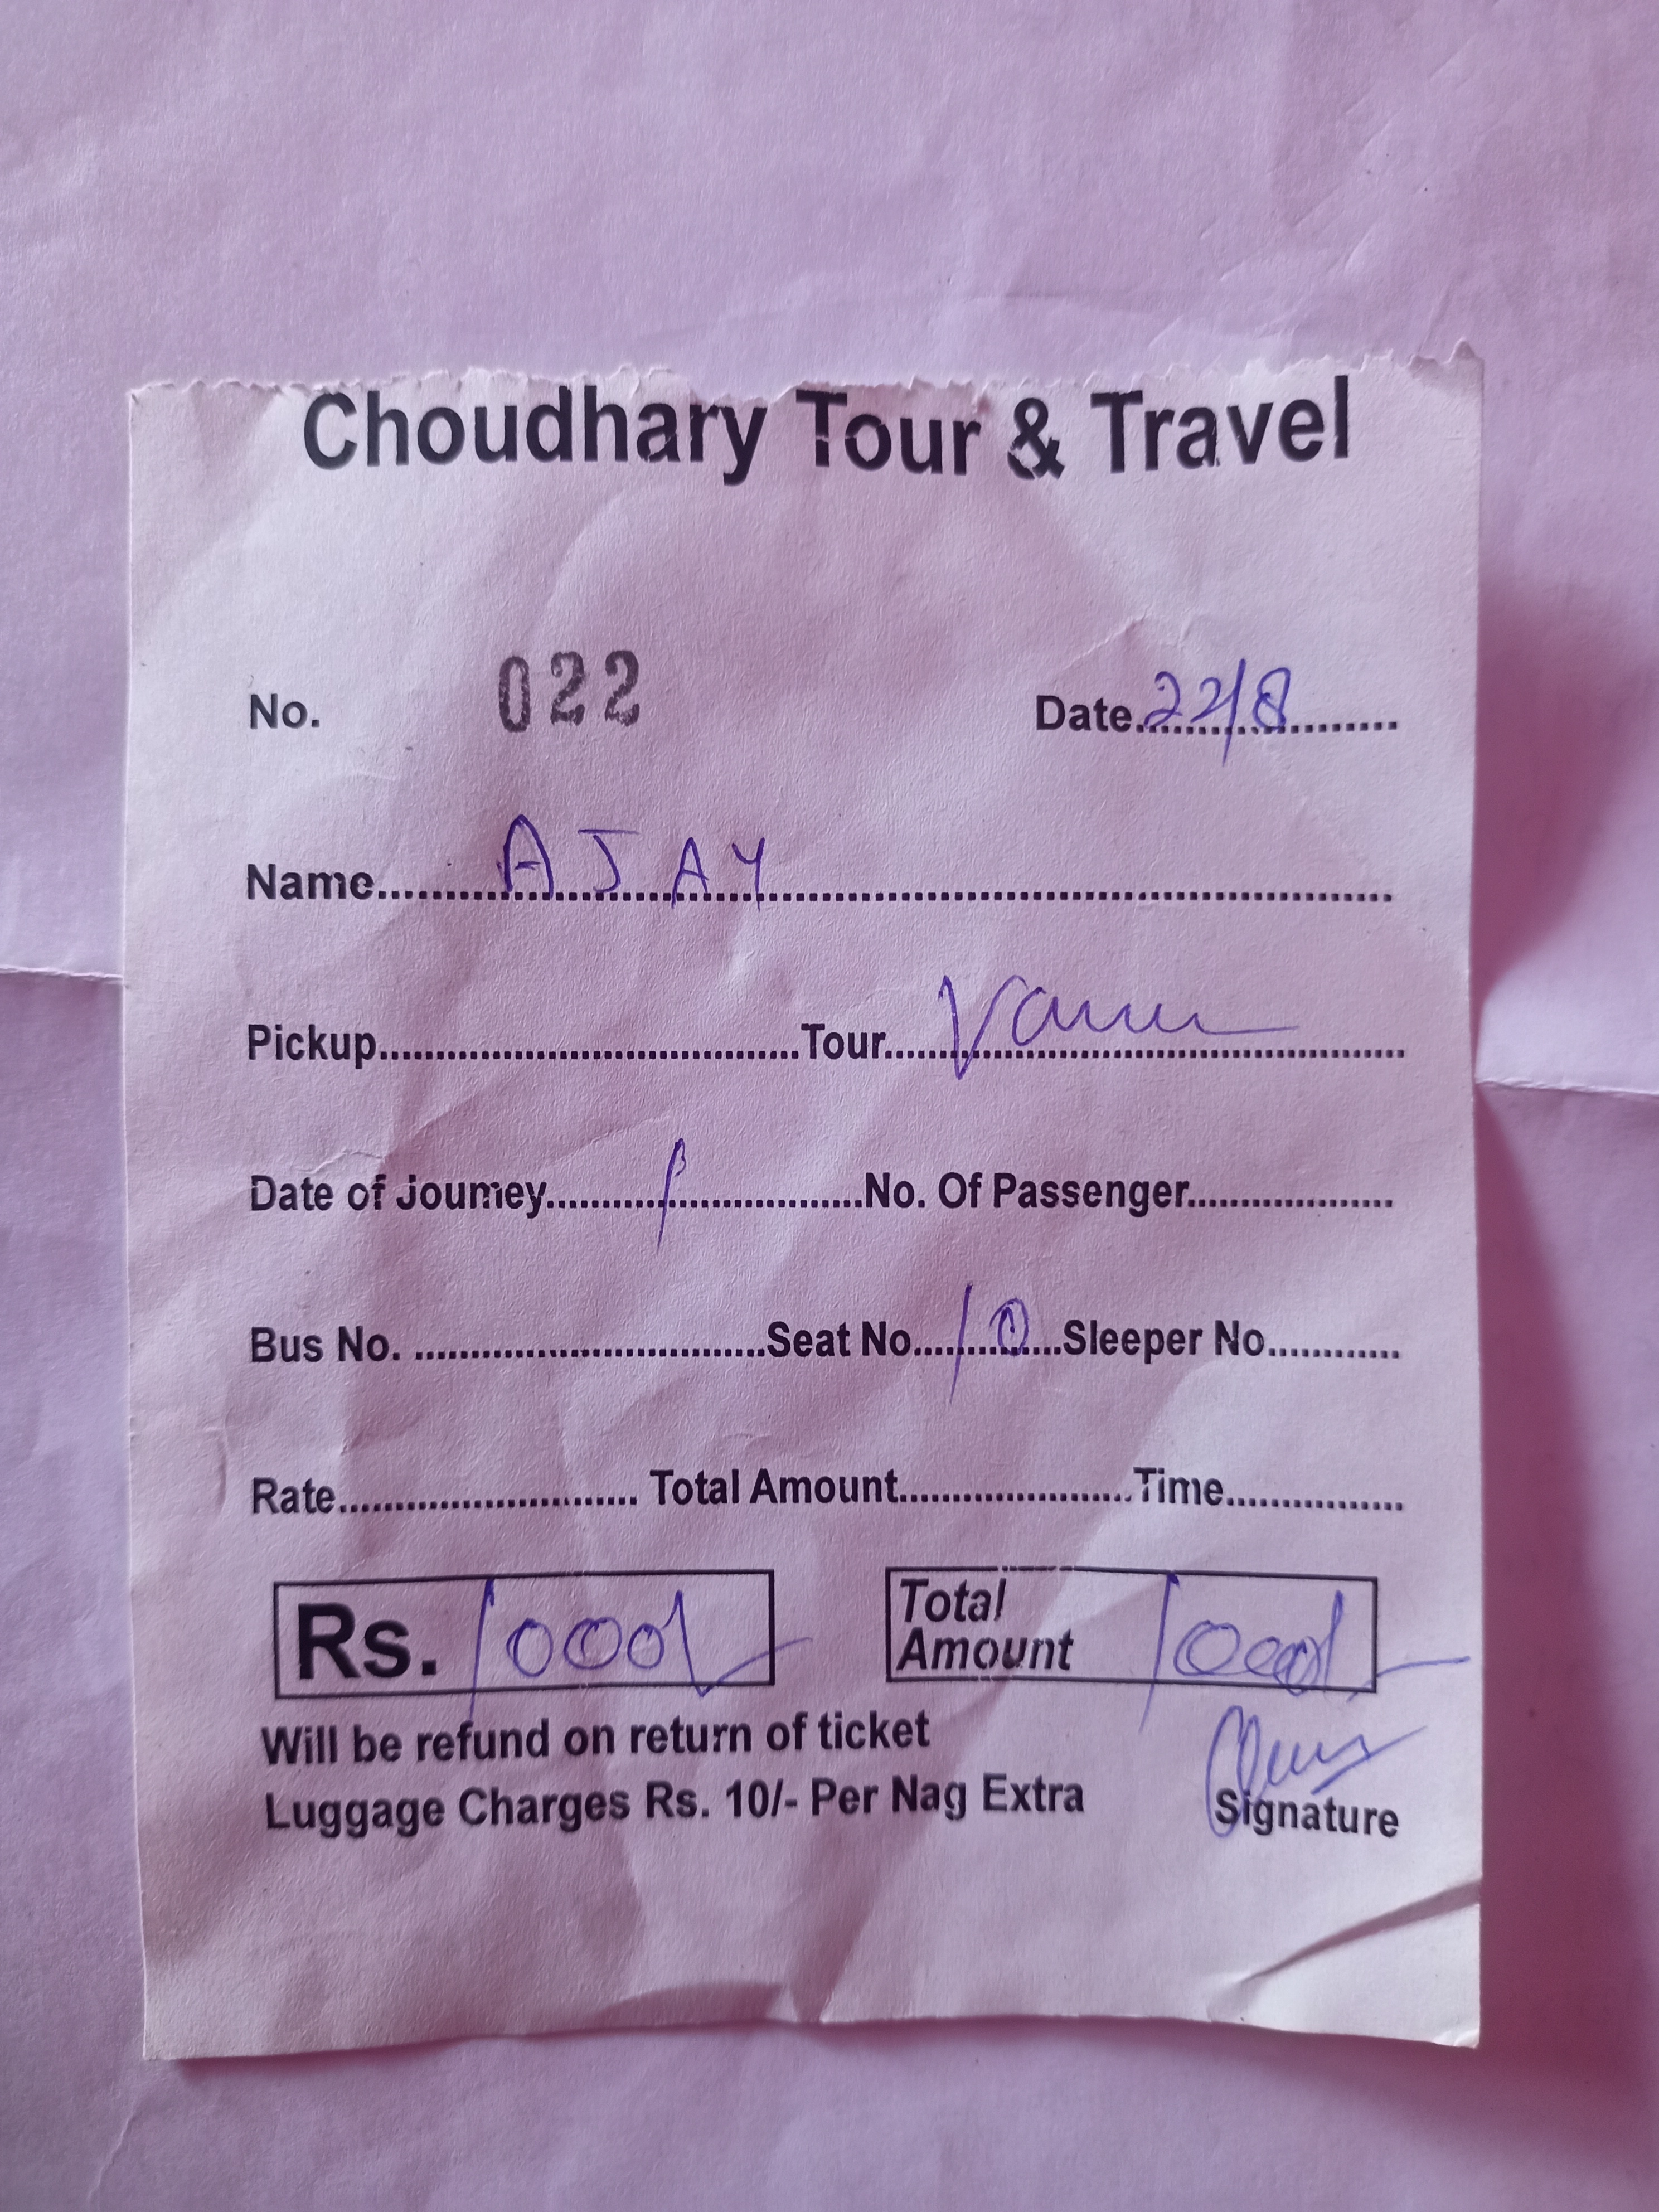 Choudhary Tour & Travel
No. 022 Date 22/8
Name AJAY
Pickup Tour
Date of Journey No. Of Passenger
Bus No. Seat No. 10 Sleeper No.
Rate Total Amount Time
Rs. 1000/- Total Amount 1000/-
Will be refund on return of ticket
Luggage Charges Rs. 10/- Per Nag Extra Signature